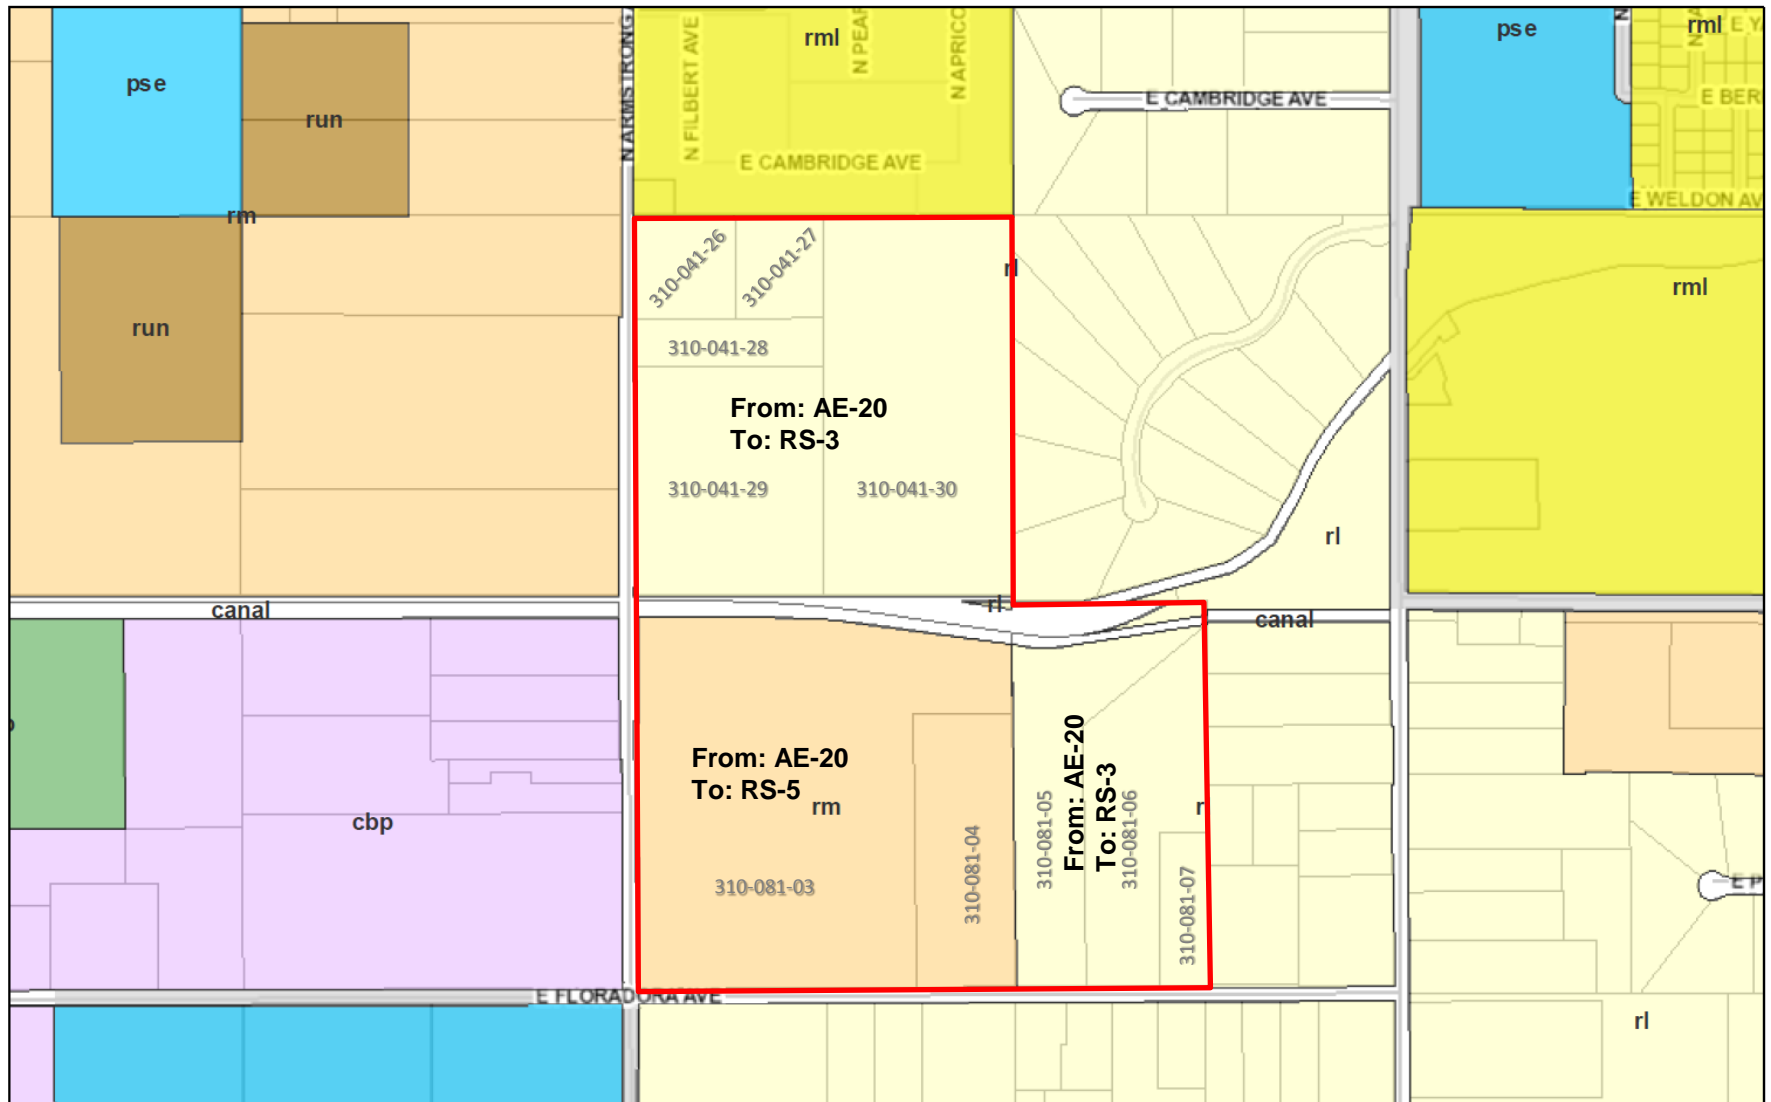 pse
run
rm
run
N ARMSTRONG
N FILBERT AVE
rml
N PEAR
N APRICO
E CAMBRIDGE AVE
E CAMBRIDGE AVE
pse
rml
E BER
E WELDON AV
rml
rl
310-041-26
310-041-27
310-041-28
From: AE-20
To: RS-3
310-041-29
310-041-30
rl
rl
canal
canal
From: AE-20
To: RS-5
rm
310-081-03
310-081-04
310-081-05
From: AE-20
To: RS-3
310-081-06
310-081-07
cbp
E FLORADORA AVE
E P
rl